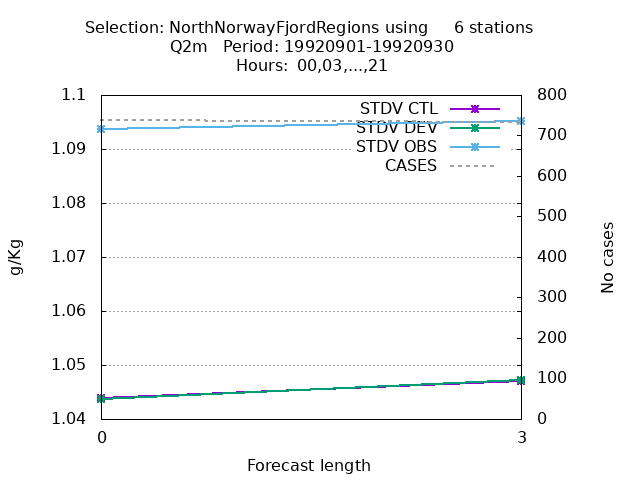 Selection: NorthNorwayFjordRegions using 6 stations
Q2m Period: 19920901-19920930
Hours: 00,03,...,21
1.1
1.09
1.08
1.07
1.06
1.05
1.04
g/Kg
STDV CTL
STDV DEV
STDV OBS
CASES
800
700
600
500
400
300
200
100
0
No cases
0 3
Forecast length